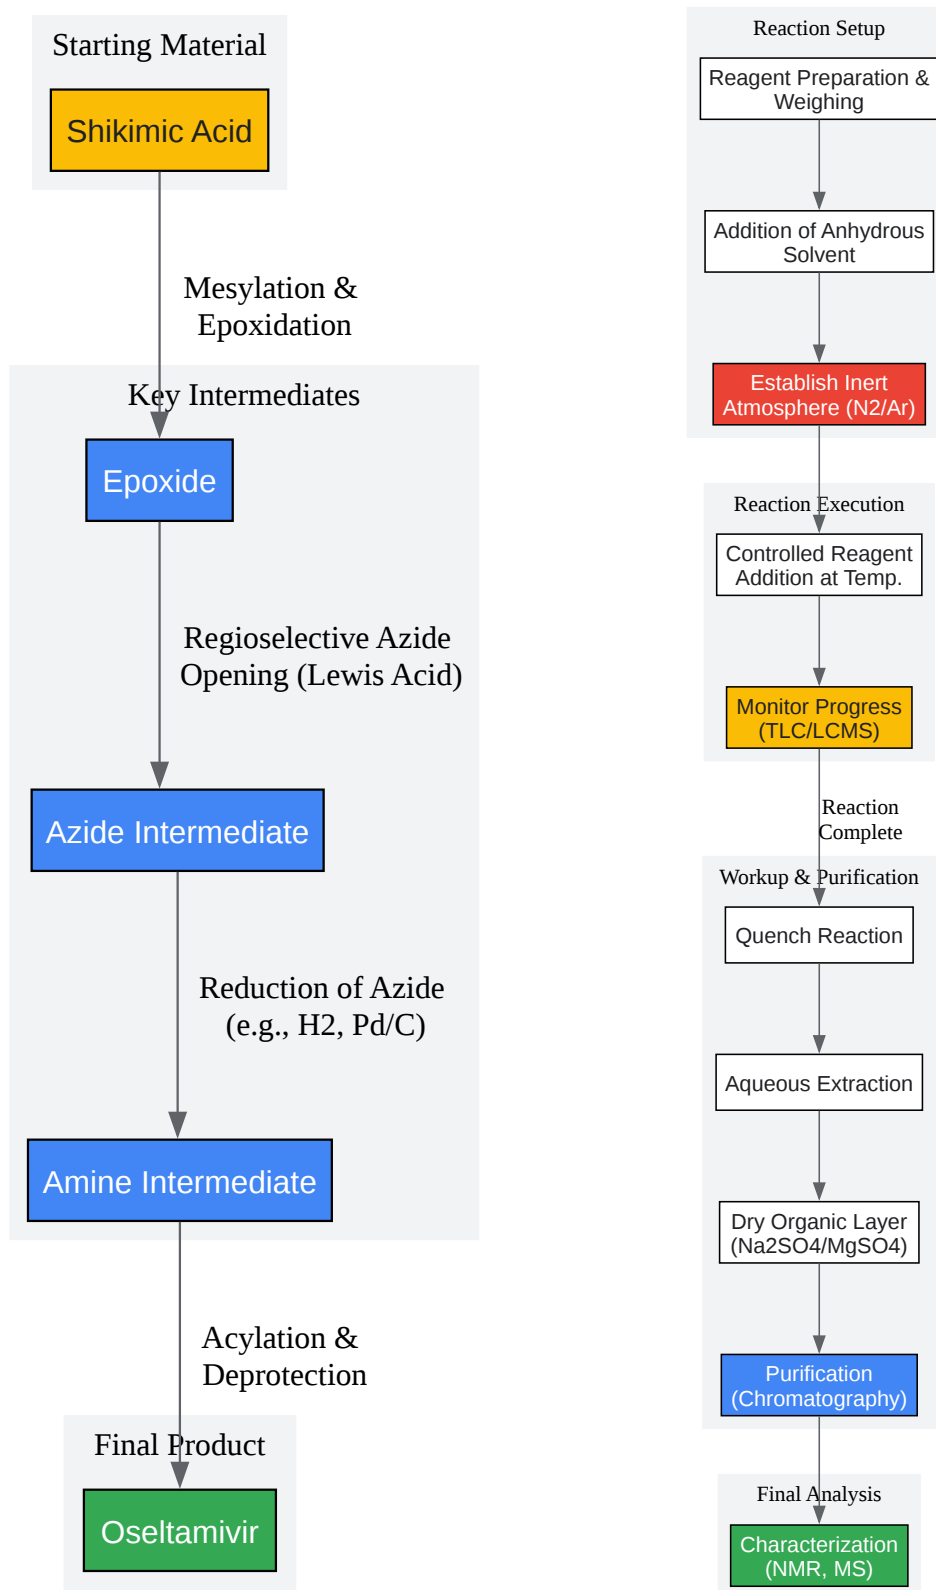 Starting Material
Shikimic Acid
Mesylation &
Epoxidation
Key Intermediates
Epoxide
Regioselective Azide
Opening (Lewis Acid)
Azide Intermediate
Reduction of Azide
(e.g., H2, Pd/C)
Amine Intermediate
Acylation &
Deprotection
Final Product
Oseltamivir
Reaction Setup
Reagent Preparation &
Weighing
Addition of Anhydrous
Solvent
Establish Inert
Atmosphere (N2/Ar)
Reaction Execution
Controlled Reagent
Addition at Temp.
Monitor Progress
(TLC/LCMS)
Reaction
Complete
Workup & Purification
Quench Reaction
Aqueous Extraction
Dry Organic Layer
(Na2SO4/MgSO4)
Purification
(Chromatography)
Final Analysis
Characterization
(NMR, MS)